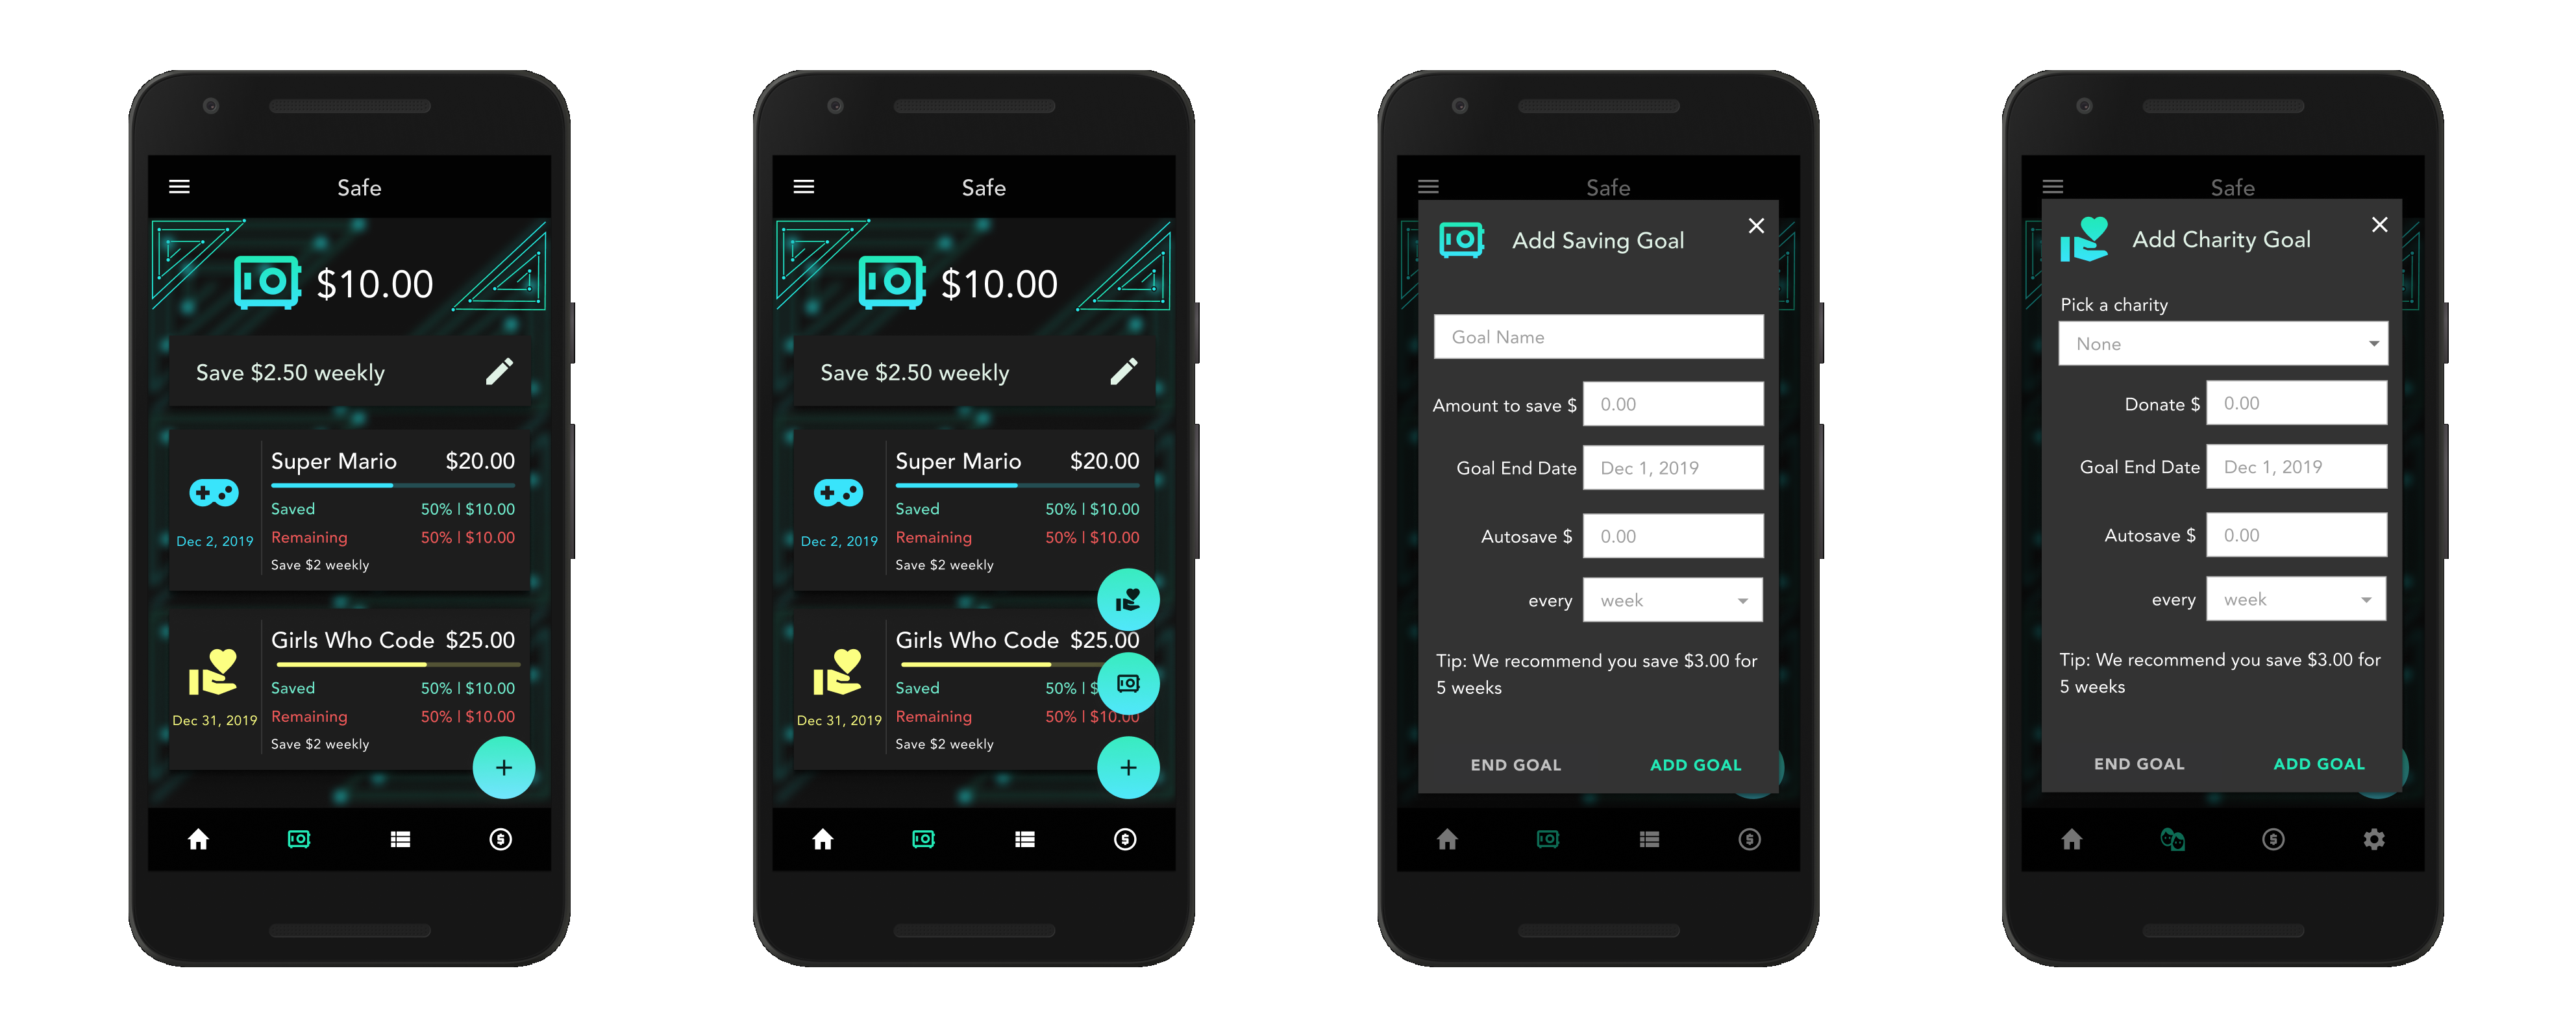 Safe
$10.00
Save $2.50 weekly
Super Mario $20.00
Saved 50% | $10.00
Dec 2, 2019 Remaining 50% | $10.00
Save $2 weekly
Girls Who Code $25.00
Saved 50% | $10.00
Dec 31, 2019 Remaining 50% | $10.00
Save $2 weekly
+
Safe
$10.00
Save $2.50 weekly
Super Mario $20.00
Saved 50% | $10.00
Dec 2, 2019 Remaining 50% | $10.00
Save $2 weekly
Girls Who Code $25.00
Saved 50% | $
Dec 31, 2019 Remaining 50% | $10.00
Save $2 weekly
+
Safe
Add Saving Goal
Goal Name
Amount to save $ 0.00
Goal End Date Dec 1, 2019
Autosave $ 0.00
every week
Tip: We recommend you save $3.00 for
5 weeks
END GOAL ADD GOAL
Safe
Add Charity Goal
Pick a charity
None
Donate $ 0.00
Goal End Date Dec 1, 2019
Autosave $ 0.00
every week
Tip: We recommend you save $3.00 for
5 weeks
END GOAL ADD GOAL